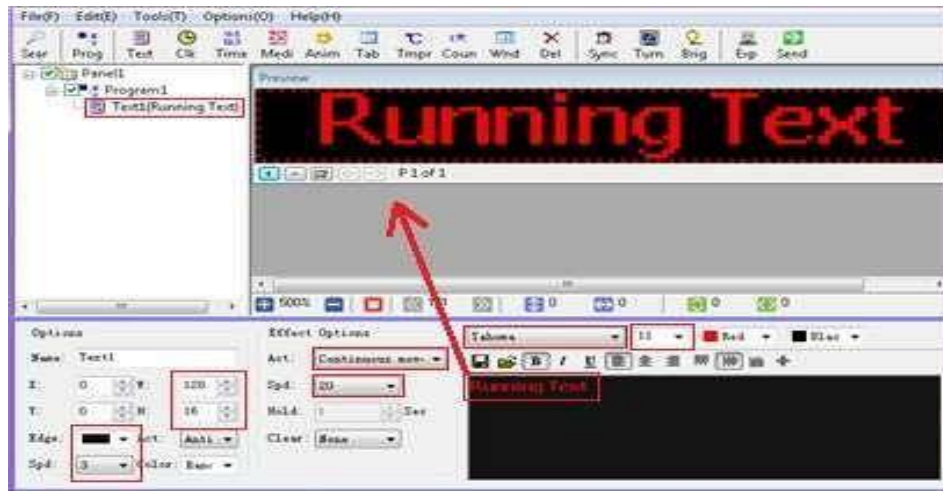 File(F) Edit(E) Tools(T) Options(O) Help(H)
Sear Prog Text Clk Time Medi Anim Tab Tmpr Coun Wnd Del Sync Turn Brig Exp Send
Panel1
Program1
Text1(Running Text)
Preview
Running Text
P 1 of 1
500% 0 0 0 0
Options
Name Text1
X: 0 W: 128
Y: 0 H: 16
Edge: Act: Anti
Spd: 3 Color:
Effect Options
Act: Continuous mov
Spd: 20
Hold: Sec
Clear: None
Tahoma 11 Red Blac
B I U
Running Text